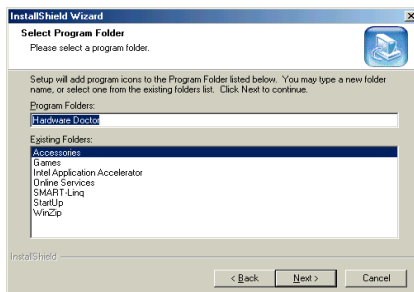 InstallShield Wizard
Select Program Folder
Please select a program folder.
Setup will add program icons to the Program Folder listed below. You may type a new folder
name, or select one from the existing folders list. Click Next to continue.
Program Folders:
Hardware Doctor
Existing Folders:
Accessories
Games
Intel Application Accelerator
Online Services
SMART-Linq
StartUp
WinZip
InstallShield
< Back Next > Cancel